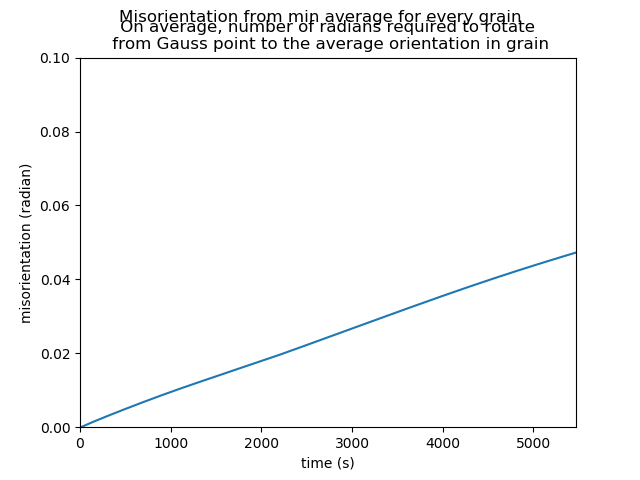 Misorientation from min average for every grain
On average, number of radians required to rotate
from Gauss point to the average orientation in grain
0.10
0.08
0.06
0.04
0.02
0.00
misorientation (radian)
0 1000 2000 3000 4000 5000
time (s)